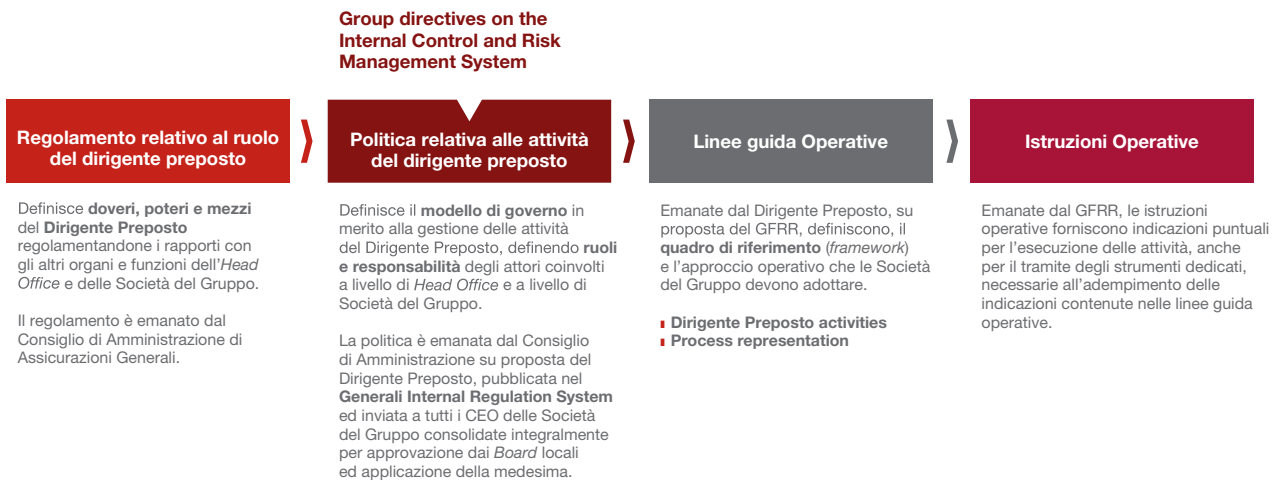 Group directives on the
Internal Control and Risk
Management System
Regolamento relativo al ruolo
del dirigente preposto
Definisce doveri, poteri e mezzi
del Dirigente Preposto
regolamentandone i rapporti con
gli altri organi e funzioni dell'Head
Office e delle Società del Gruppo.
Il regolamento è emanato dal
Consiglio di Amministrazione di
Assicurazioni Generali.
Politica relativa alle attività
del dirigente preposto
Definisce il modello di governo in
merito alla gestione delle attività
del Dirigente Preposto, definendo ruoli
e responsabilità degli attori coinvolti
a livello di Head Office e a livello di
Società del Gruppo.
La politica è emanata dal Consiglio
di Amministrazione su proposta del
Dirigente Preposto, pubblicata nel
Generali Internal Regulation System
ed inviata a tutti i CEO delle Società
del Gruppo consolidate integralmente
per approvazione dai Board locali
ed applicazione della medesima.
Linee guida Operative
Emanate dal Dirigente Preposto, su
proposta del GFRR, definiscono, il
quadro di riferimento (framework)
e l'approccio operativo che le Società
del Gruppo devono adottare.
Dirigente Preposto activities
Process representation
Istruzioni Operative
Emanate dal GFRR, le istruzioni
operative forniscono indicazioni puntuali
per l'esecuzione delle attività, anche
per il tramite degli strumenti dedicati,
necessarie all'adempimento delle
indicazioni contenute nelle linee guida
operative.